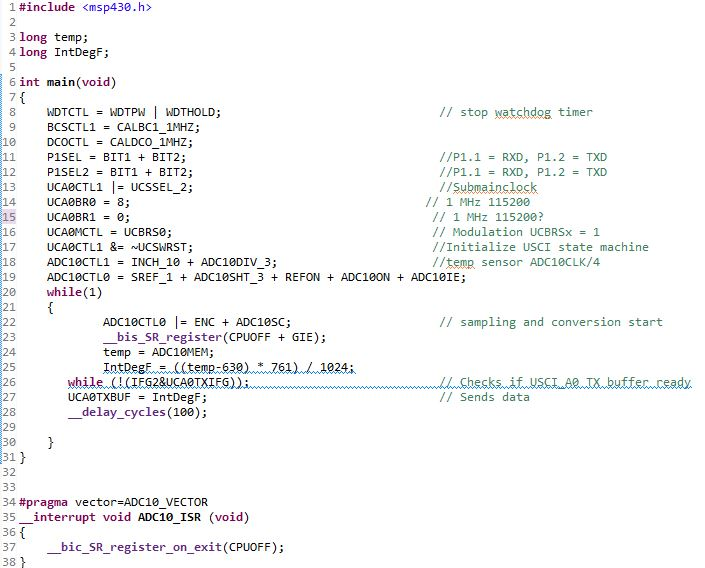 1 #include <msp430.h>
2
3 long temp;
4 long IntDegF;
5
6 int main(void)
7 {
8 WDTCTL = WDTPW | WDTHOLD; // stop watchdog timer
9 BCSCTL1 = CALBC1_1MHZ;
10 DCOCTL = CALDCO_1MHZ;
11 P1SEL = BIT1 + BIT2; //P1.1 = RXD, P1.2 = TXD
12 P1SEL2 = BIT1 + BIT2; //P1.1 = RXD, P1.2 = TXD
13 UCA0CTL1 |= UCSSEL_2; //Submainclock
14 UCA0BR0 = 8; // 1 MHz 115200
15 UCA0BR1 = 0; // 1 MHz 115200?
16 UCA0MCTL = UCBRS0; // Modulation UCBRSx = 1
17 UCA0CTL1 &= ~UCSWRST; //Initialize USCI state machine
18 ADC10CTL1 = INCH_10 + ADC10DIV_3; //temp sensor ADC10CLK/4
19 ADC10CTL0 = SREF_1 + ADC10SHT_3 + REFON + ADC10ON + ADC10IE;
20 while(1)
21 {
22 ADC10CTL0 |= ENC + ADC10SC; // sampling and conversion start
23 __bis_SR_register(CPUOFF + GIE);
24 temp = ADC10MEM;
25 IntDegF = ((temp-630) * 761) / 1024;
26 while (!(IFG2&UCA0TXIFG)); // Checks if USCI_A0 TX buffer ready
27 UCA0TXBUF = IntDegF; // Sends data
28 __delay_cycles(100);
29
30 }
31 }
32
33
34 #pragma vector=ADC10_VECTOR
35 __interrupt void ADC10_ISR (void)
36 {
37 __bic_SR_register_on_exit(CPUOFF);
38 }